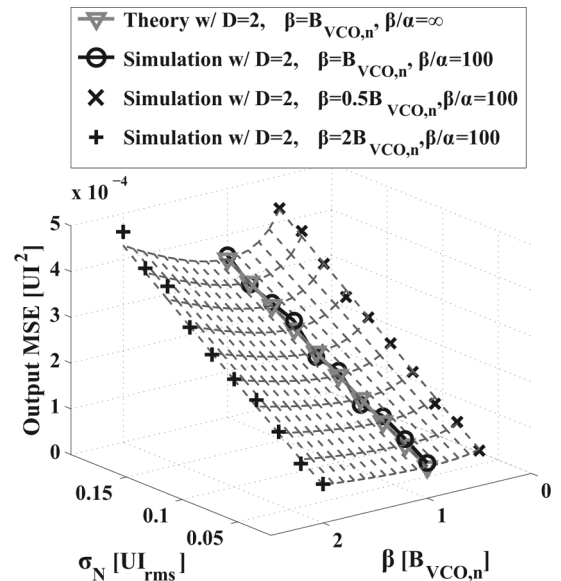 Theory w/ D=2, β=B_VCO,n, β/α=∞
Simulation w/ D=2, β=B_VCO,n, β/α=100
Simulation w/ D=2, β=0.5B_VCO,n, β/α=100
Simulation w/ D=2, β=2B_VCO,n, β/α=100
x 10⁻⁴
5
4
3
2
1
0
Output MSE [UI²]
0.15
0.1
0.05
σ_N [UI_rms]
2
1
0
β [B_VCO,n]